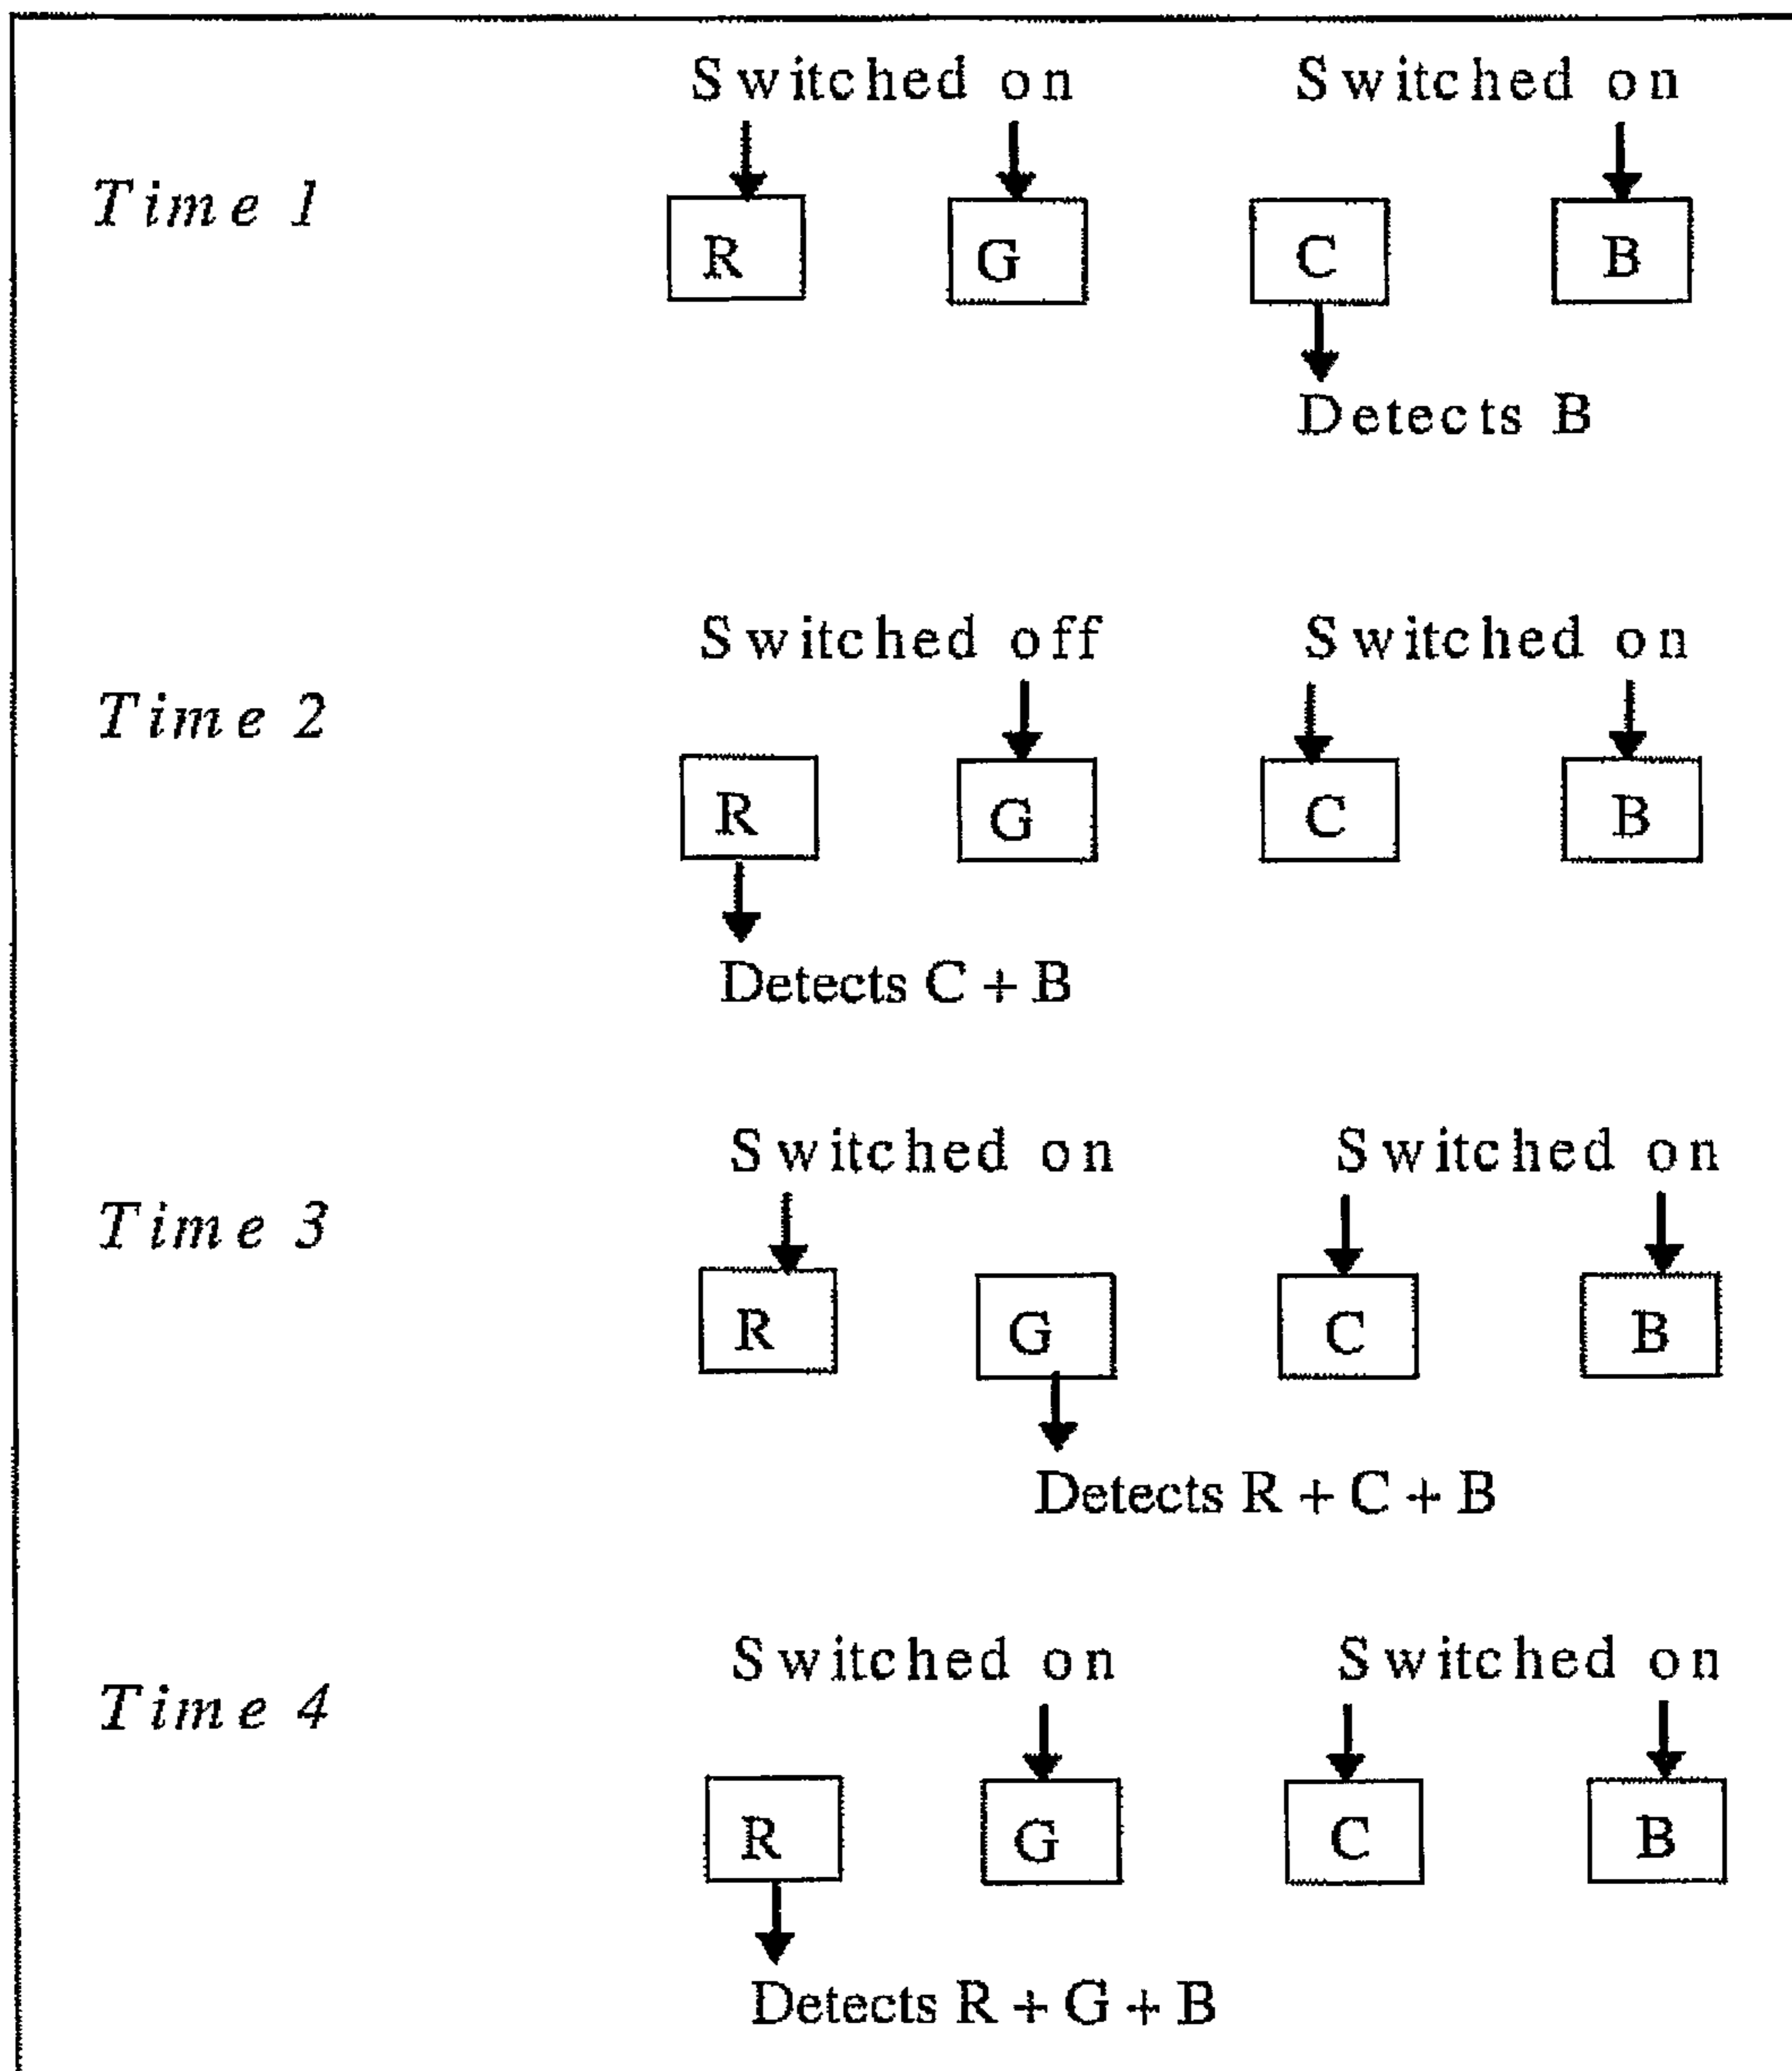 Switched on Switched on
Time 1
R G C B
Detects B
Switched off Switched on
Time 2
R G C B
Detects C + B
Switched on Switched on
Time 3
R G C B
Detects R + C + B
Switched on Switched on
Time 4
R G C B
Detects R + G + B